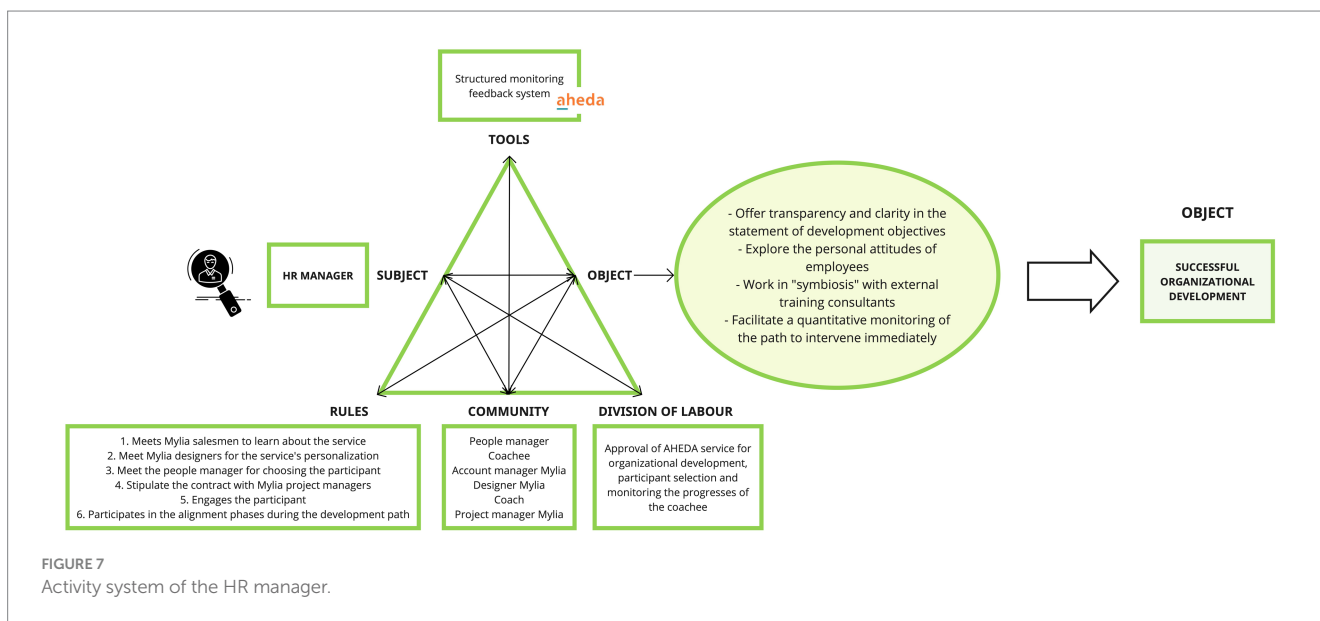 Structured monitoring
feedback system
aheda
TOOLS
HR MANAGER
SUBJECT
OBJECT
- Offer transparency and clarity in the
statement of development objectives
- Explore the personal attitudes of
employees
- Work in "symbiosis" with external
training consultants
- Facilitate a quantitative monitoring of
the path to intervene immediately
OBJECT
SUCCESSFUL
ORGANIZATIONAL
DEVELOPMENT
RULES
1. Meets Mylia salesmen to learn about the service
2. Meet Mylia designers for the service's personalization
3. Meet the people manager for choosing the participant
4. Stipulate the contract with Mylia project managers
5. Engages the participant
6. Participates in the alignment phases during the development path
COMMUNITY
People manager
Coachee
Account manager Mylia
Designer Mylia
Coach
Project manager Mylia
DIVISION OF LABOUR
Approval of AHEDA service for
organizational development,
participant selection and
monitoring the progresses of
the coachee
FIGURE 7
Activity system of the HR manager.